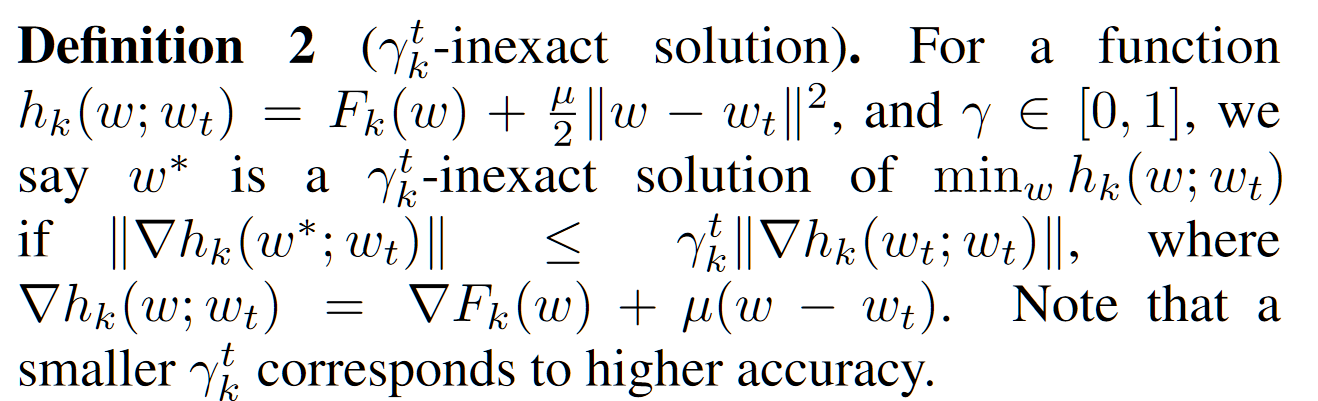 Definition 2 (γ_k^t-inexact solution). For a function
h_k(w; w_t) = F_k(w) + μ/2 ‖w − w_t‖², and γ ∈ [0, 1], we
say w* is a γ_k^t-inexact solution of min_w h_k(w; w_t)
if ‖∇h_k(w*; w_t)‖ ≤ γ_k^t‖∇h_k(w_t; w_t)‖, where
∇h_k(w; w_t) = ∇F_k(w) + μ(w − w_t). Note that a
smaller γ_k^t corresponds to higher accuracy.